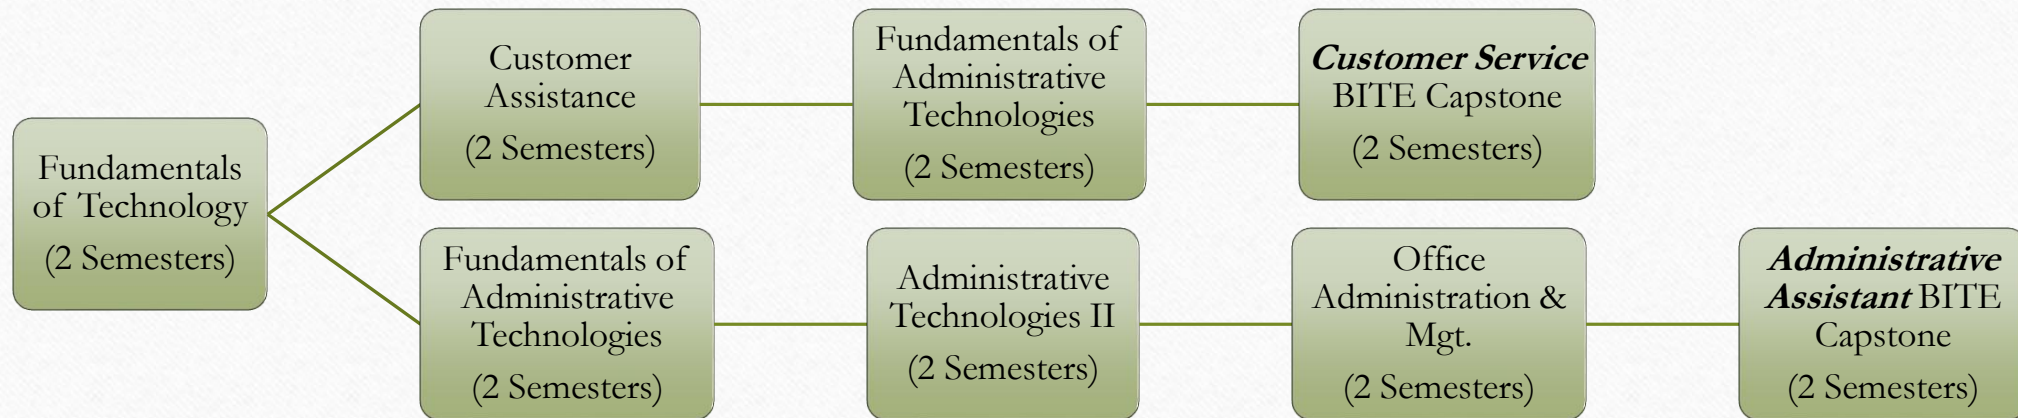 Fundamentals
of Technology
(2 Semesters)
Customer
Assistance
(2 Semesters)
Fundamentals of
Administrative
Technologies
(2 Semesters)
Customer Service
BITE Capstone
(2 Semesters)
Fundamentals of
Administrative
Technologies
(2 Semesters)
Administrative
Technologies II
(2 Semesters)
Office
Administration &
Mgt.
(2 Semesters)
Administrative
Assistant BITE
Capstone
(2 Semesters)